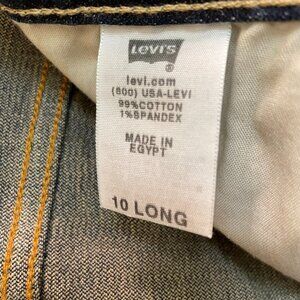 LEVI'S
®
levi.com
(800) USA-LEVI
99%COTTON
1%SPANDEX
MADE IN
EGYPT
10 LONG